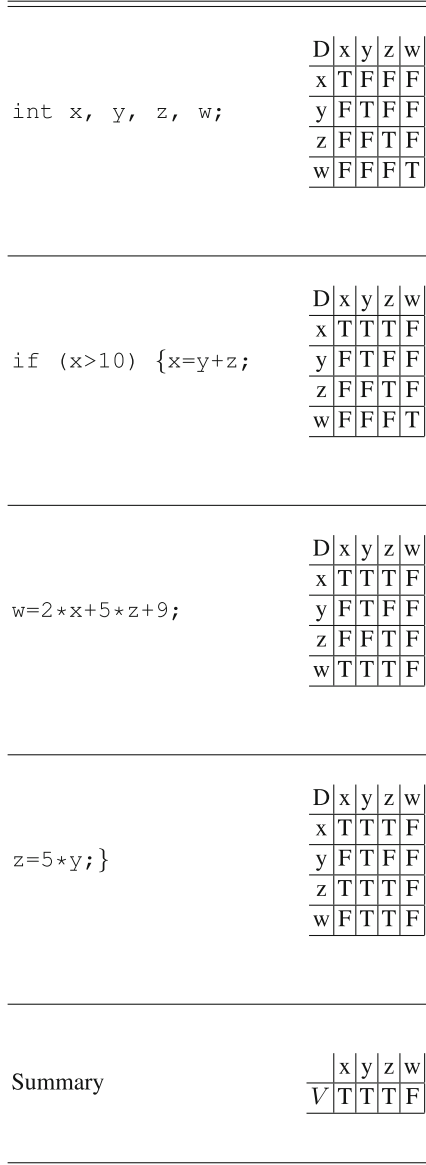 D x y z w
x T F F F
int x, y, z, w;
y F T F F
z F F T F
w F F F T
D x y z w
x T T T F
if (x>10) {x=y+z;
y F T F F
z F F T F
w F F F T
D x y z w
x T T T F
w=2*x+5*z+9;
y F T F F
z F F T F
w T T T F
D x y z w
x T T T F
z=5*y;}
y F T F F
z T T T F
w F T T F
x y z w
Summary
V T T T F